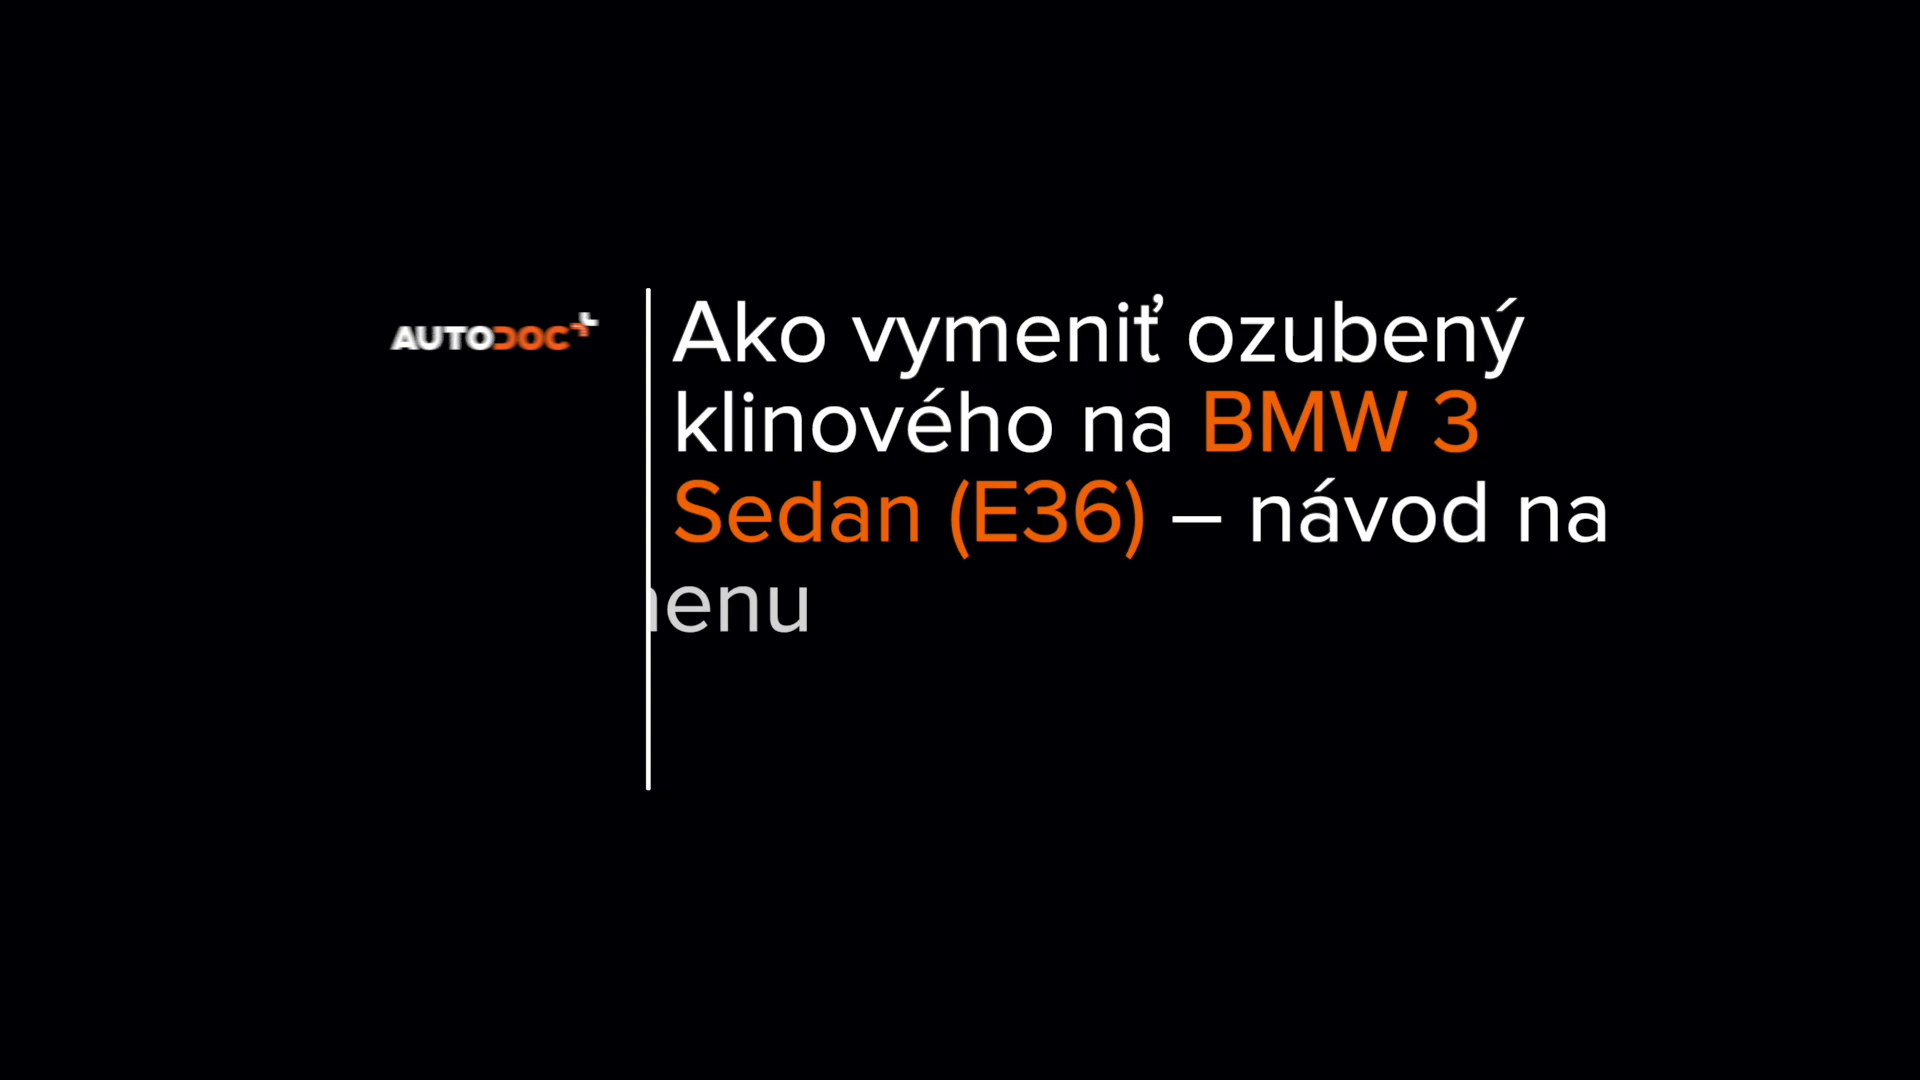 AUTODOC
Ako vymeniť ozubený
klinového na BMW 3
Sedan (E36) – návod na
enu